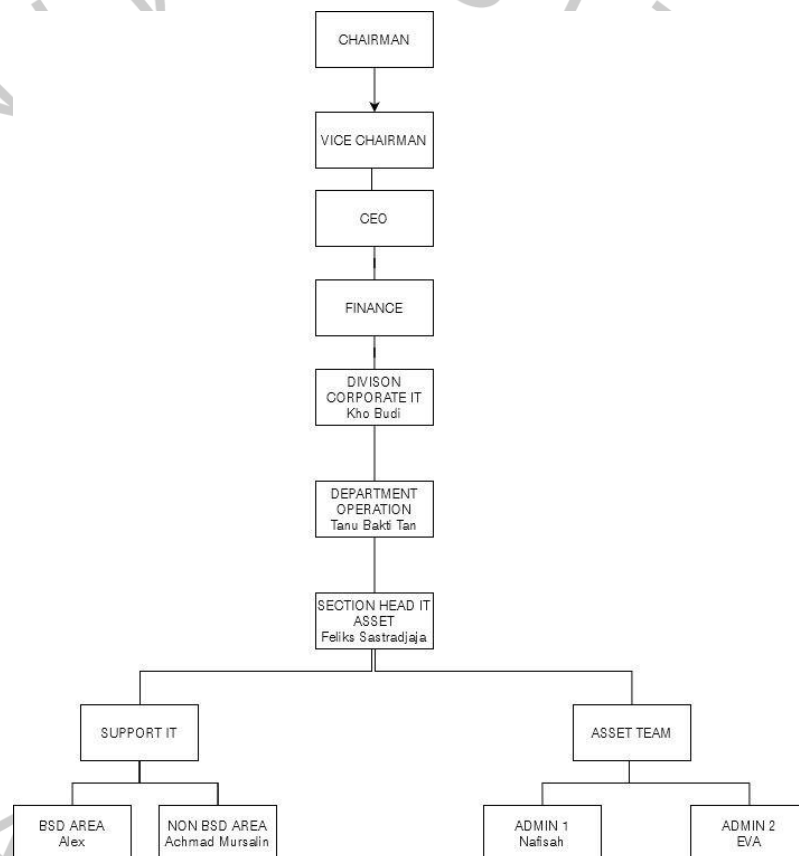 CHAIRMAN
VICE CHAIRMAN
CEO
FINANCE
DIVISON
CORPORATE IT
Kho Budi
DEPARTMENT
OPERATION
Tanu Bakti Tan
SECTION HEAD IT
ASSET
Feliks Sastradjaja
SUPPORT IT
ASSET TEAM
BSD AREA
Alex
NON BSD AREA
Achmad Mursalin
ADMIN 1
Nafisah
ADMIN 2
EVA